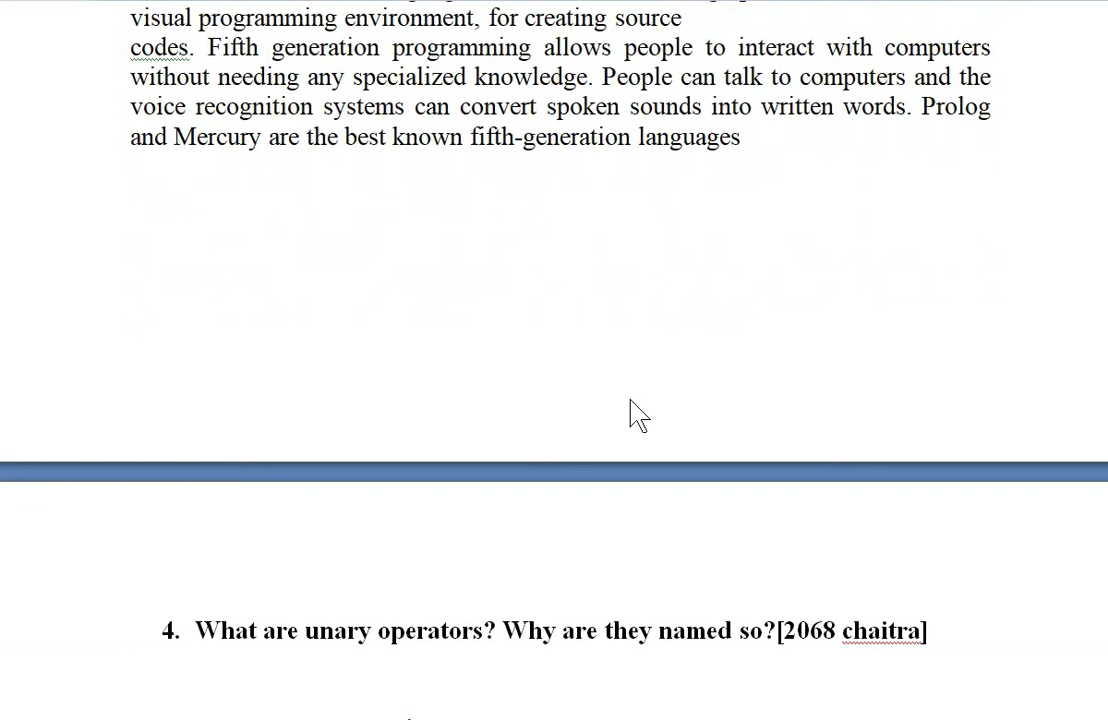 visual programming environment, for creating source
codes. Fifth generation programming allows people to interact with computers
without needing any specialized knowledge. People can talk to computers and the
voice recognition systems can convert spoken sounds into written words. Prolog
and Mercury are the best known fifth-generation languages
4. What are unary operators? Why are they named so?[2068 chaitra]